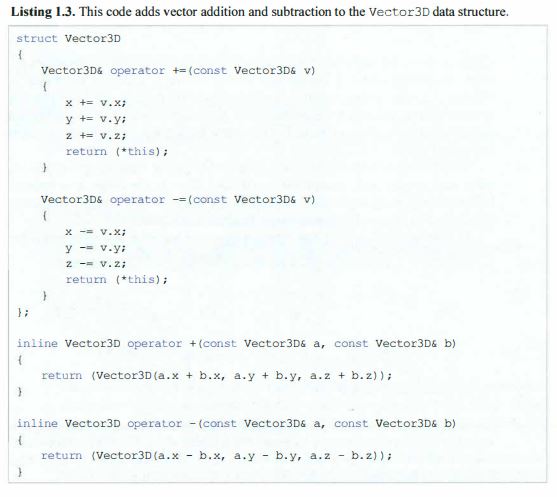 Listing 1.3. This code adds vector addition and subtraction to the Vector3D data structure.
struct Vector3D
{
    Vector3D& operator +=(const Vector3D& v)
    {
        x += v.x;
        y += v.y;
        z += v.z;
        return (*this);
    }

    Vector3D& operator -=(const Vector3D& v)
    {
        x -= v.x;
        y -= v.y;
        z -= v.z;
        return (*this);
    }
};

inline Vector3D operator +(const Vector3D& a, const Vector3D& b)
{
    return (Vector3D(a.x + b.x, a.y + b.y, a.z + b.z));
}

inline Vector3D operator -(const Vector3D& a, const Vector3D& b)
{
    return (Vector3D(a.x - b.x, a.y - b.y, a.z - b.z));
}